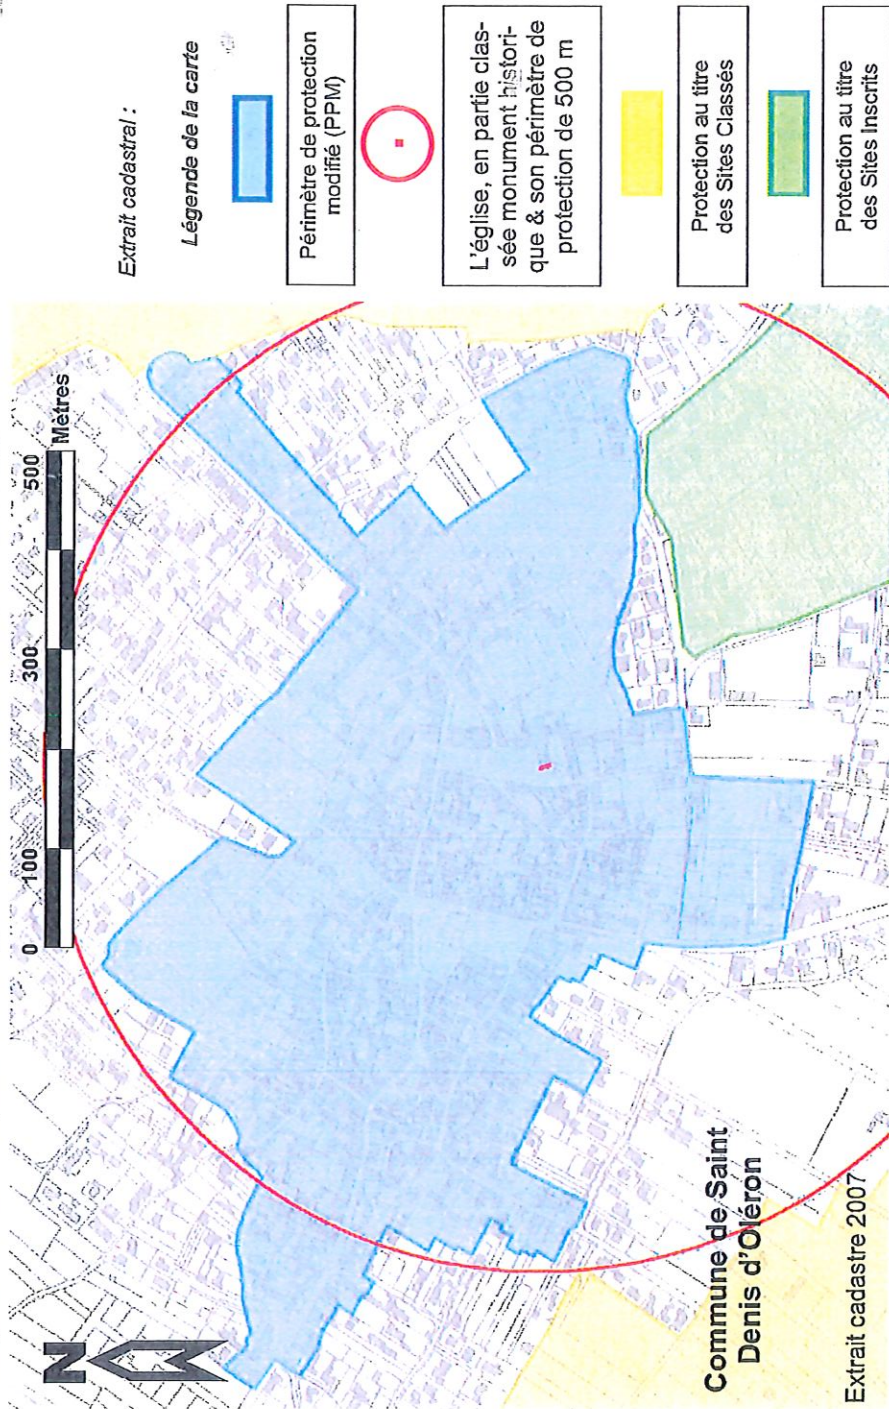 Extrait cadastral :
Légende de la carte
Périmètre de protection
modifié (PPM)
L'église, en partie clas-
sée monument histori-
que & son périmètre de
protection de 500 m
Protection au titre
des Sites Classés
Protection au titre
des Sites Inscrits
0 100 300 500
Mètres
N
Commune de Saint
Denis d'Oléron
Extrait cadastre 2007